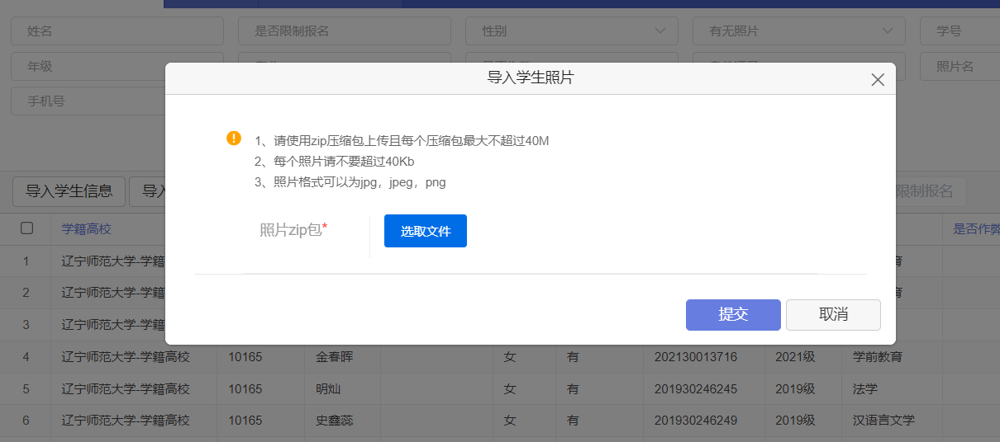 姓名 是否限制报名 性别 有无照片 学号
年级 照片名
手机号
导入学生照片
1、请使用zip压缩包上传且每个压缩包最大不超过40M
2、每个照片请不要超过40Kb
3、照片格式可以为jpg，jpeg，png
照片zip包* 选取文件
提交 取消
导入学生信息 导入 限制报名
学籍高校 是否作弊
1 辽宁师范大学-学籍 育
2 辽宁师范大学-学籍 育
3 辽宁师范大学-学籍
4 辽宁师范大学-学籍高校 10165 金春晖 女 有 202130013716 2021级 学前教育
5 辽宁师范大学-学籍高校 10165 明灿 女 有 201930246245 2019级 法学
6 辽宁师范大学-学籍高校 10165 史鑫蕊 女 有 201930246249 2019级 汉语言文学